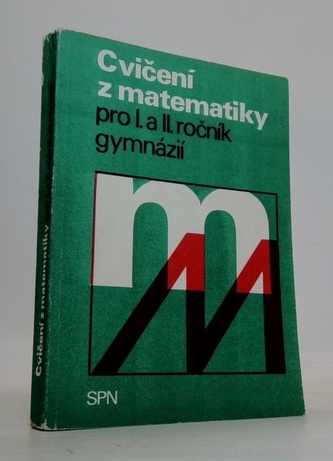 Cvičení
z matematiky
pro I. a II. ročník
gymnázií
m
SPN
Cvičení z matematiky